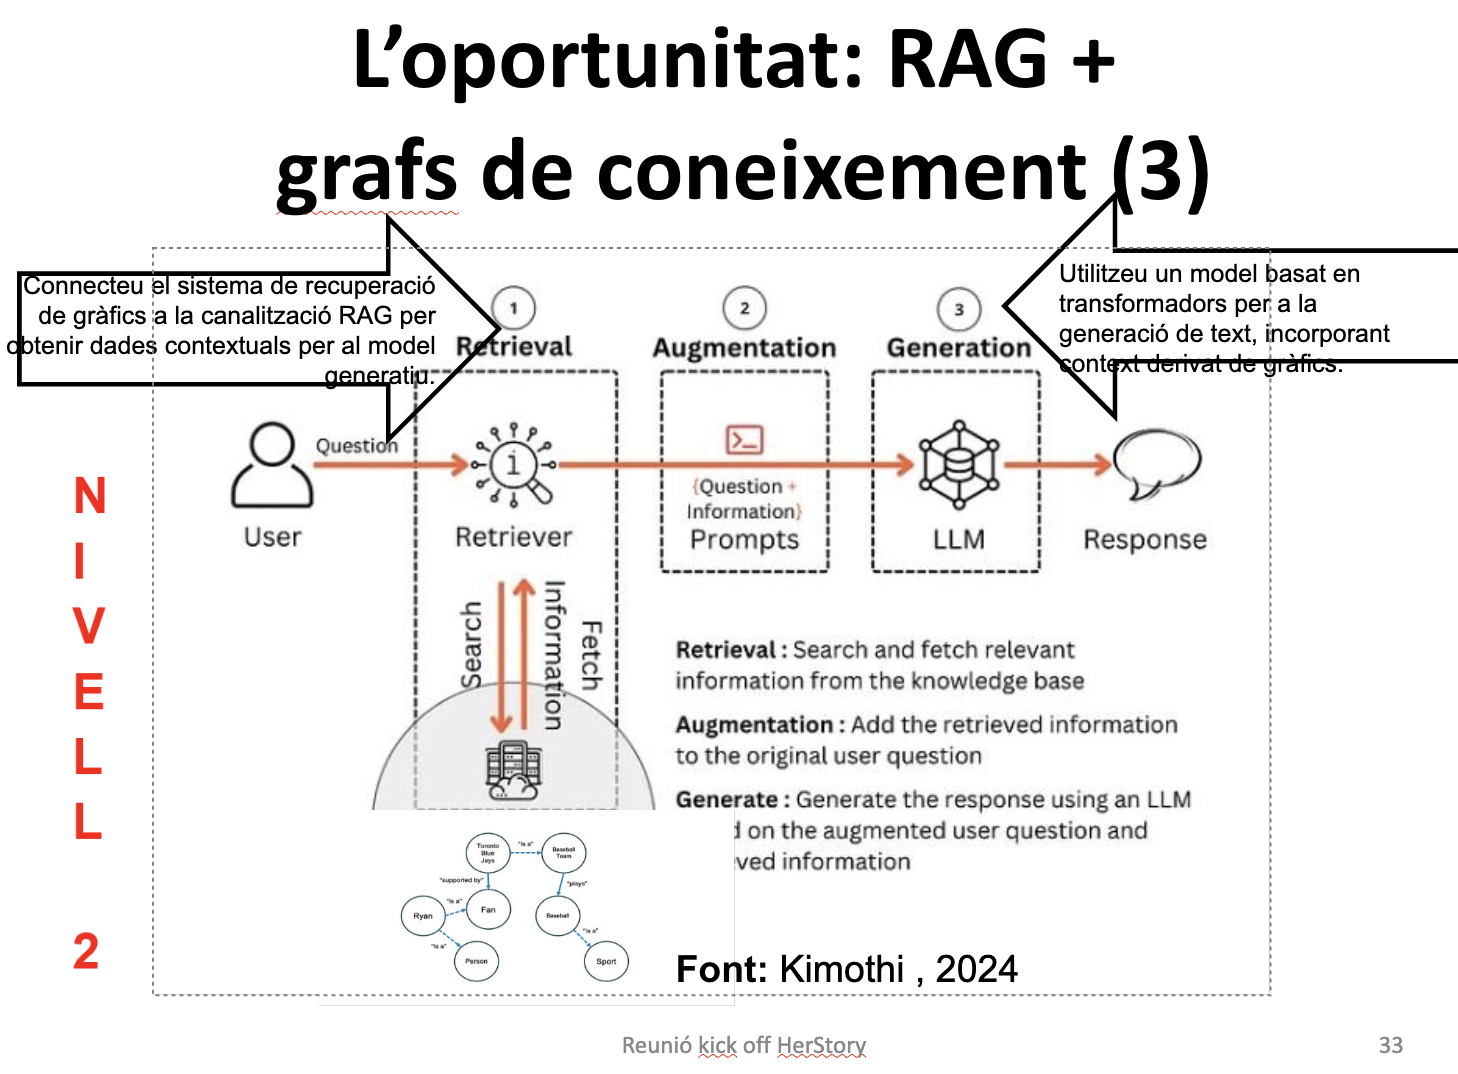 L’oportunitat: RAG +
grafs de coneixement (3)
Connecteu el sistema de recuperació
de gràfics a la canalització RAG per
obtenir dades contextuals per al model
generatiu.
Utilitzeu un model basat en
transformadors per a la
generació de text, incorporant
context derivat de gràfics.
1
Retrieval
2
Augmentation
3
Generation
Question
User
Retriever
{Question +
Information}
Prompts
LLM
Response
Search
Fetch
Information
N
I
V
E
L
L
2
Retrieval : Search and fetch relevant
information from the knowledge base
Augmentation : Add the retrieved information
to the original user question
Generate : Generate the response using an LLM
on the augmented user question and
information
Toronto
Blue
Jays
"is a"
Baseball
Team
"supported by"
"plays"
Ryan
"is a"
Fan
Baseball
"is a"
"is a"
Person
Sport
Font: Kimothi , 2024
Reunió kick off HerStory
33